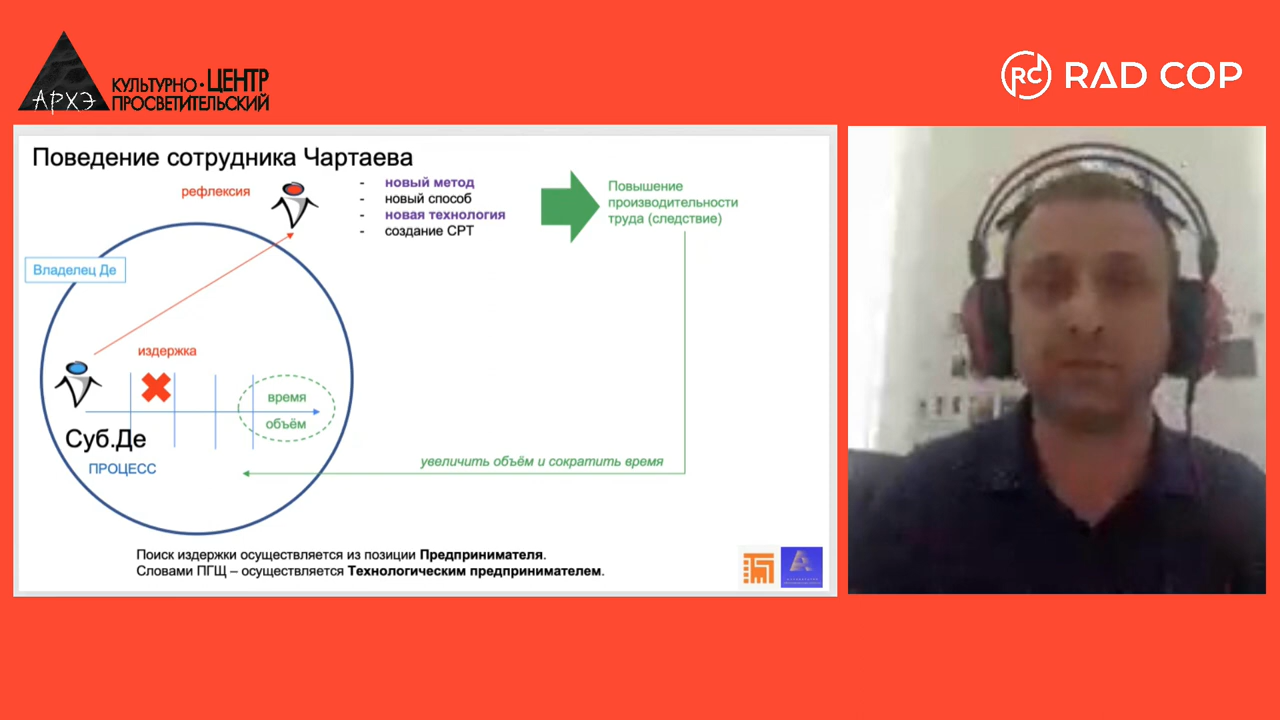 АРХЭ
КУЛЬТУРНО · ЦЕНТР
ПРОСВЕТИТЕЛЬСКИЙ
RC RAD COP
Поведение сотрудника Чартаева
рефлексия
- новый метод
- новый способ
- новая технология
- создание СРТ
Повышение
производительности
труда (следствие)
Владелец Де
издержка
время
объём
Суб.Де
ПРОЦЕСС
увеличить объём и сократить время
Поиск издержки осуществляется из позиции Предпринимателя.
Словами ПГЩ – осуществляется Технологическим предпринимателем.